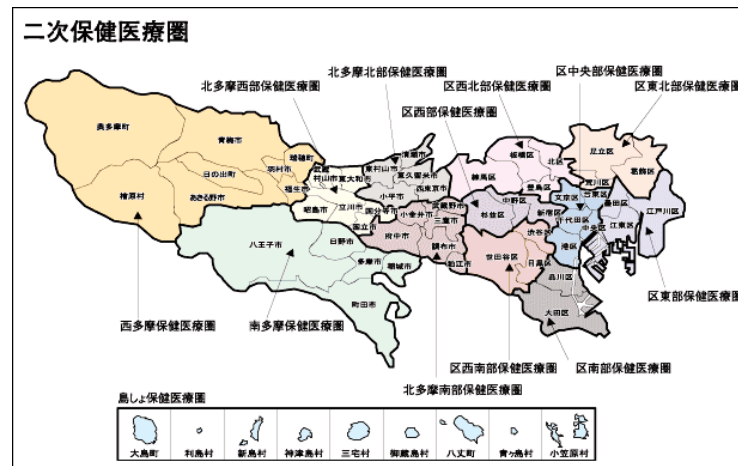 二次保健医療圏
区中央部保健医療圏
北多摩西部保健医療圏
北多摩北部保健医療圏
区西北部保健医療圏
区東北部保健医療圏
区西部保健医療圏
奥多摩町
青梅市
瑞穂町
日の出町
羽村市
檜原村
あきる野市
福生市
武蔵
村山市
東大和市
昭島市
立川市
国分寺市
国立市
清瀬市
東村山市
東久留米市
小平市
西東京市
武蔵野市
小金井市
三鷹市
府中市
調布市
狛江市
八王子市
日野市
多摩市
稲城市
町田市
板橋区
北区
練馬区
豊島区
足立区
葛飾区
荒川区
文京区
台東区
墨田区
江戸川区
中野区
杉並区
新宿区
千代田区
中央区
江東区
渋谷区
港区
世田谷区
目黒区
品川区
大田区
区東部保健医療圏
西多摩保健医療圏
南多摩保健医療圏
区西南部保健医療圏
区南部保健医療圏
北多摩南部保健医療圏
島しょ保健医療圏
大島町
利島村
新島村
神津島村
三宅村
御蔵島村
八丈町
青ヶ島村
小笠原村